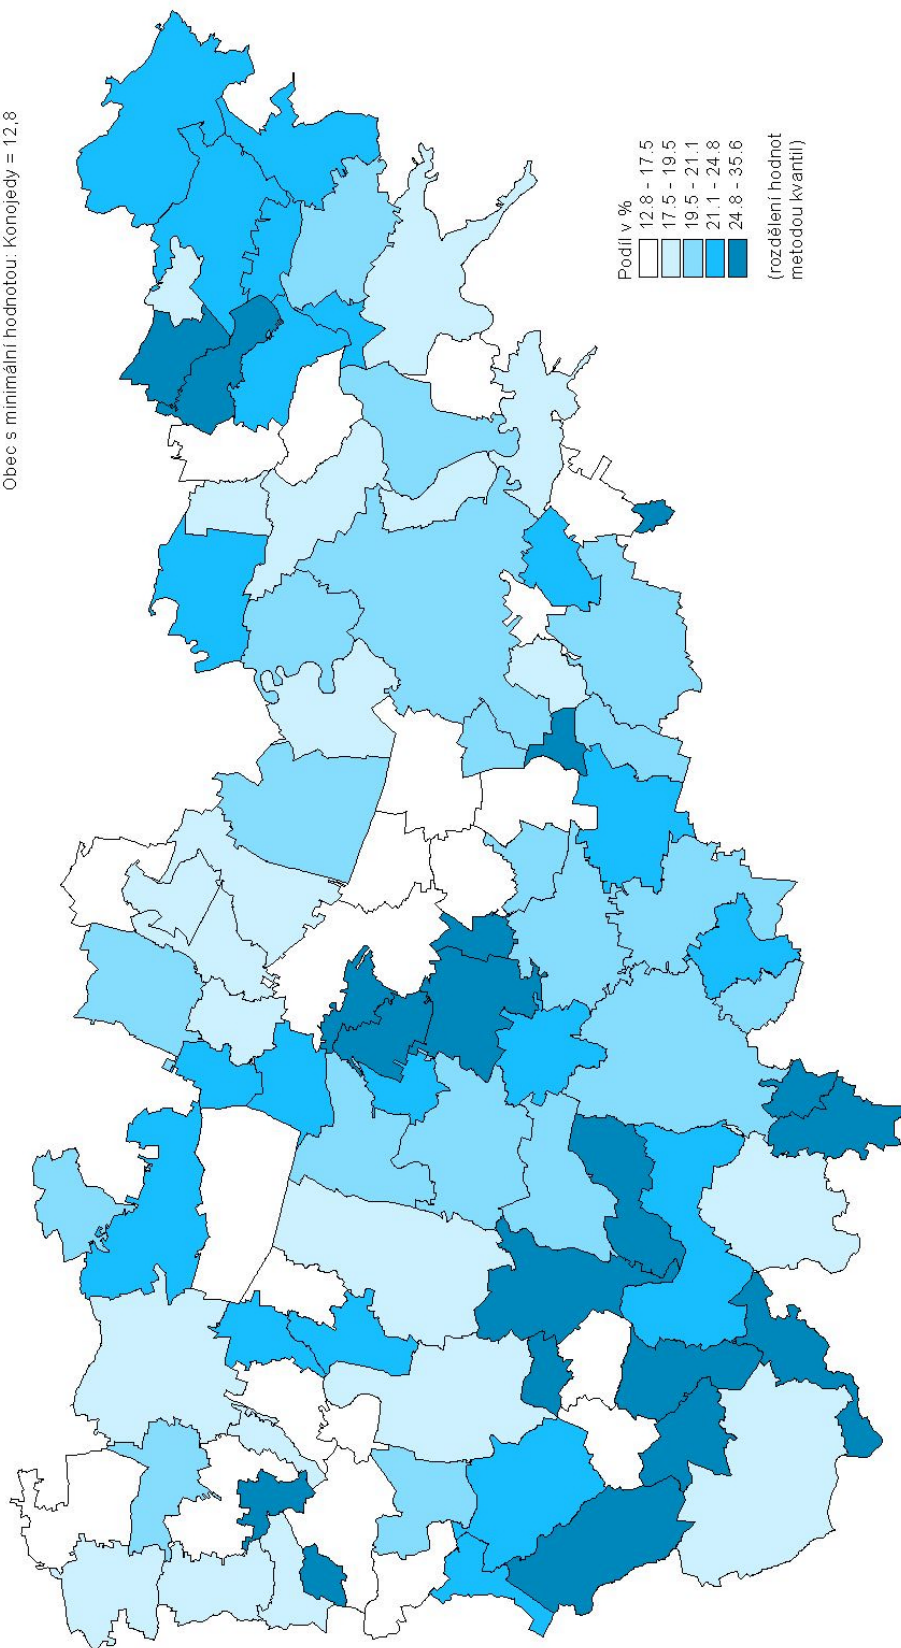 Obec s minimální hodnotou: Konojedy = 12,8
Podíl v %
12.8 - 17.5
17.5 - 19.5
19.5 - 21.1
21.1 - 24.8
24.8 - 35.6
(rozdělení hodnot
metodou kvantil)